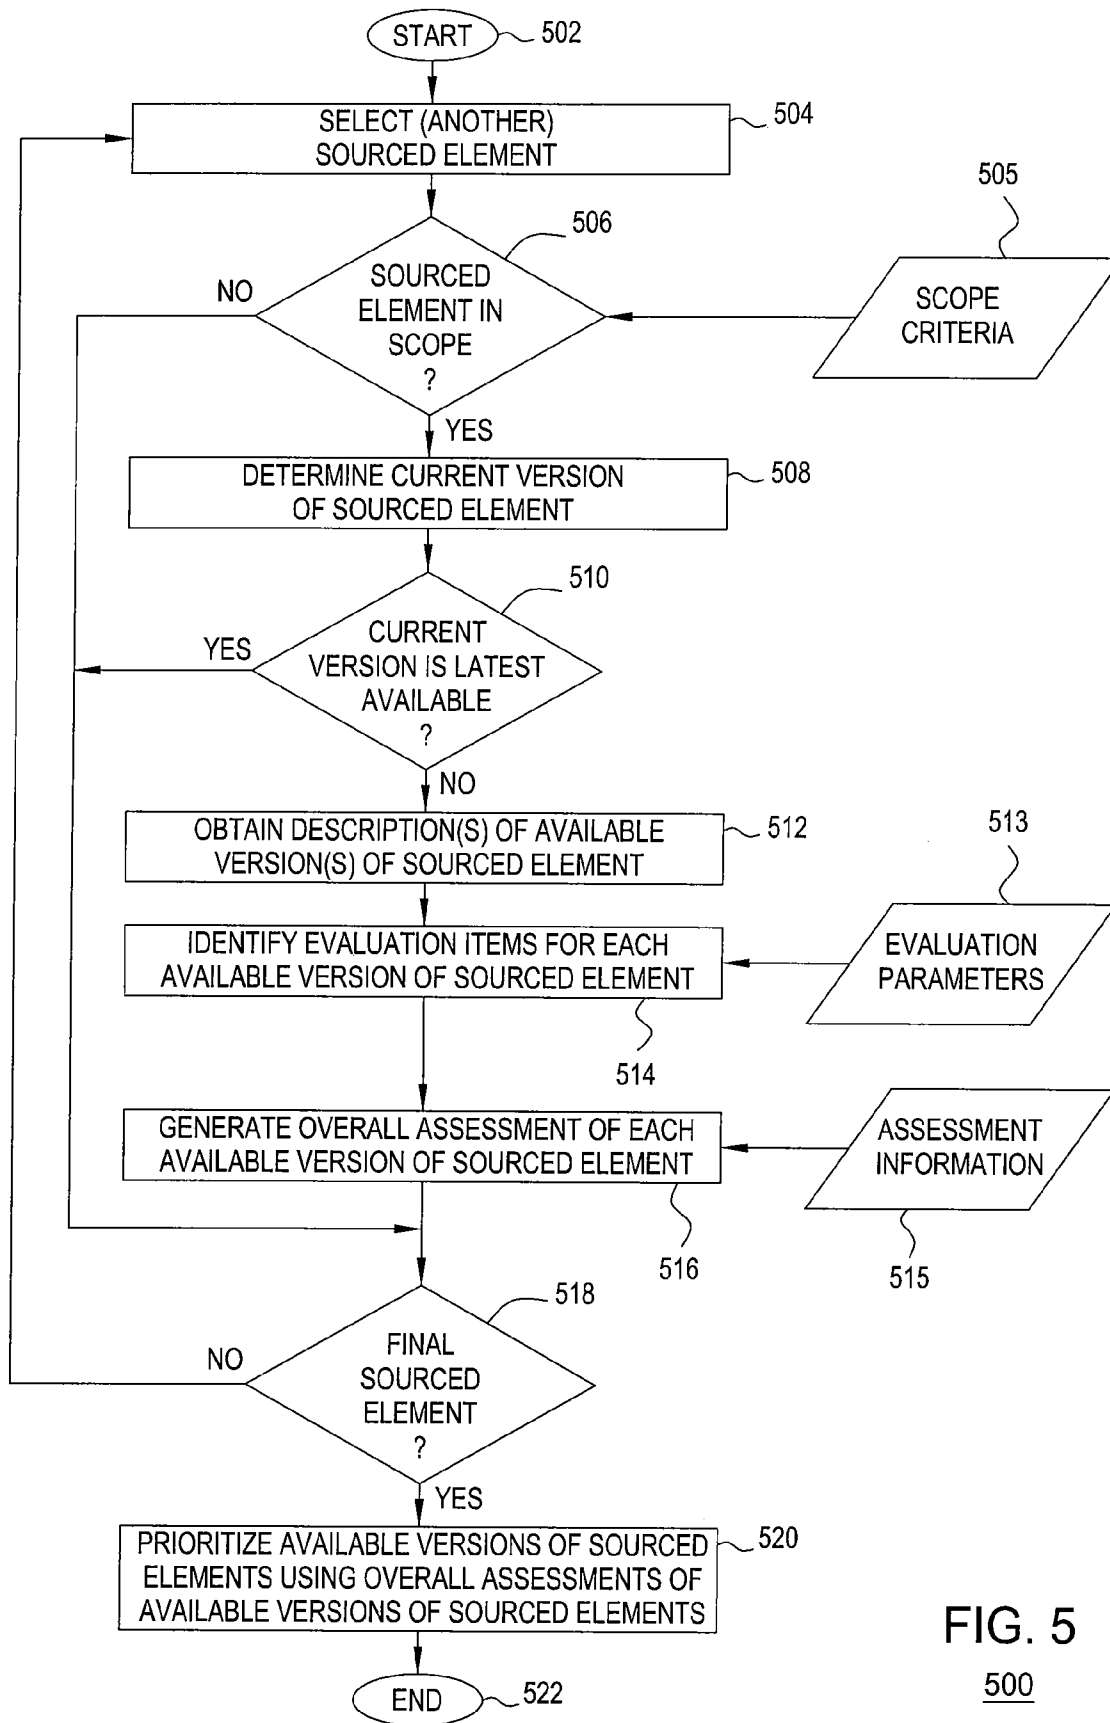 START
502
SELECT (ANOTHER)
SOURCED ELEMENT
504
505
506
SOURCED
ELEMENT IN
SCOPE
?
NO
SCOPE
CRITERIA
YES
DETERMINE CURRENT VERSION
OF SOURCED ELEMENT
508
510
CURRENT
VERSION IS LATEST
AVAILABLE
?
YES
NO
OBTAIN DESCRIPTION(S) OF AVAILABLE
VERSION(S) OF SOURCED ELEMENT
512
513
IDENTIFY EVALUATION ITEMS FOR EACH
AVAILABLE VERSION OF SOURCED ELEMENT
EVALUATION
PARAMETERS
514
GENERATE OVERALL ASSESSMENT OF EACH
AVAILABLE VERSION OF SOURCED ELEMENT
ASSESSMENT
INFORMATION
516
515
518
FINAL
SOURCED
ELEMENT
?
NO
YES
PRIORITIZE AVAILABLE VERSIONS OF SOURCED
ELEMENTS USING OVERALL ASSESSMENTS OF
AVAILABLE VERSIONS OF SOURCED ELEMENTS
520
END
522
FIG. 5
500